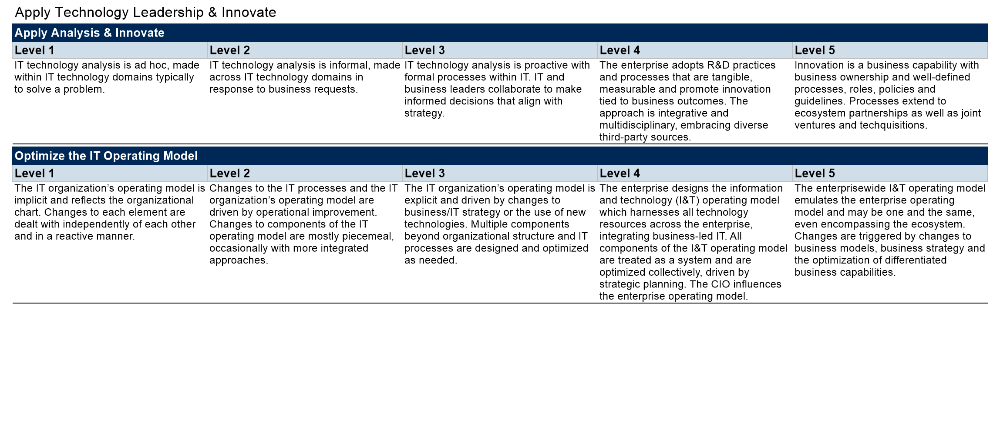 Apply Technology Leadership & Innovate
Apply Analysis & Innovate
Level 1
IT technology analysis is ad hoc, made
within IT technology domains typically
to solve a problem.
Level 2
IT technology analysis is informal, made
across IT technology domains in
response to business requests.
Level 3
IT technology analysis is proactive with
formal processes within IT. IT and
business leaders collaborate to make
informed decisions that align with
strategy.
Level 4
The enterprise adopts R&D practices
and processes that are tangible,
measurable and promote innovation
tied to business outcomes. The
approach is integrative and
multidisciplinary, embracing diverse
third-party sources.
Level 5
Innovation is a business capability with
business ownership and well-defined
processes, roles, policies and
guidelines. Processes extend to
ecosystem partnerships as well as joint
ventures and techquisitions.
Optimize the IT Operating Model
Level 1
The IT organization’s operating model is
implicit and reflects the organizational
chart. Changes to each element are
dealt with independently of each other
and in a reactive manner.
Level 2
Changes to the IT processes and the IT
organization’s operating model are
driven by operational improvement.
Changes to components of the IT
operating model are mostly piecemeal,
occasionally with more integrated
approaches.
Level 3
The IT organization’s operating model is
explicit and driven by changes to
business/IT strategy or the use of new
technologies. Multiple components
beyond organizational structure and IT
processes are designed and optimized
as needed.
Level 4
The enterprise designs the information
and technology (I&T) operating model
which harnesses all technology
resources across the enterprise,
integrating business-led IT. All
components of the I&T operating model
are treated as a system and are
optimized collectively, driven by
strategic planning. The CIO influences
the enterprise operating model.
Level 5
The enterprisewide I&T operating model
emulates the enterprise operating
model and may be one and the same,
even encompassing the ecosystem.
Changes are triggered by changes to
business models, business strategy and
the optimization of differentiated
business capabilities.